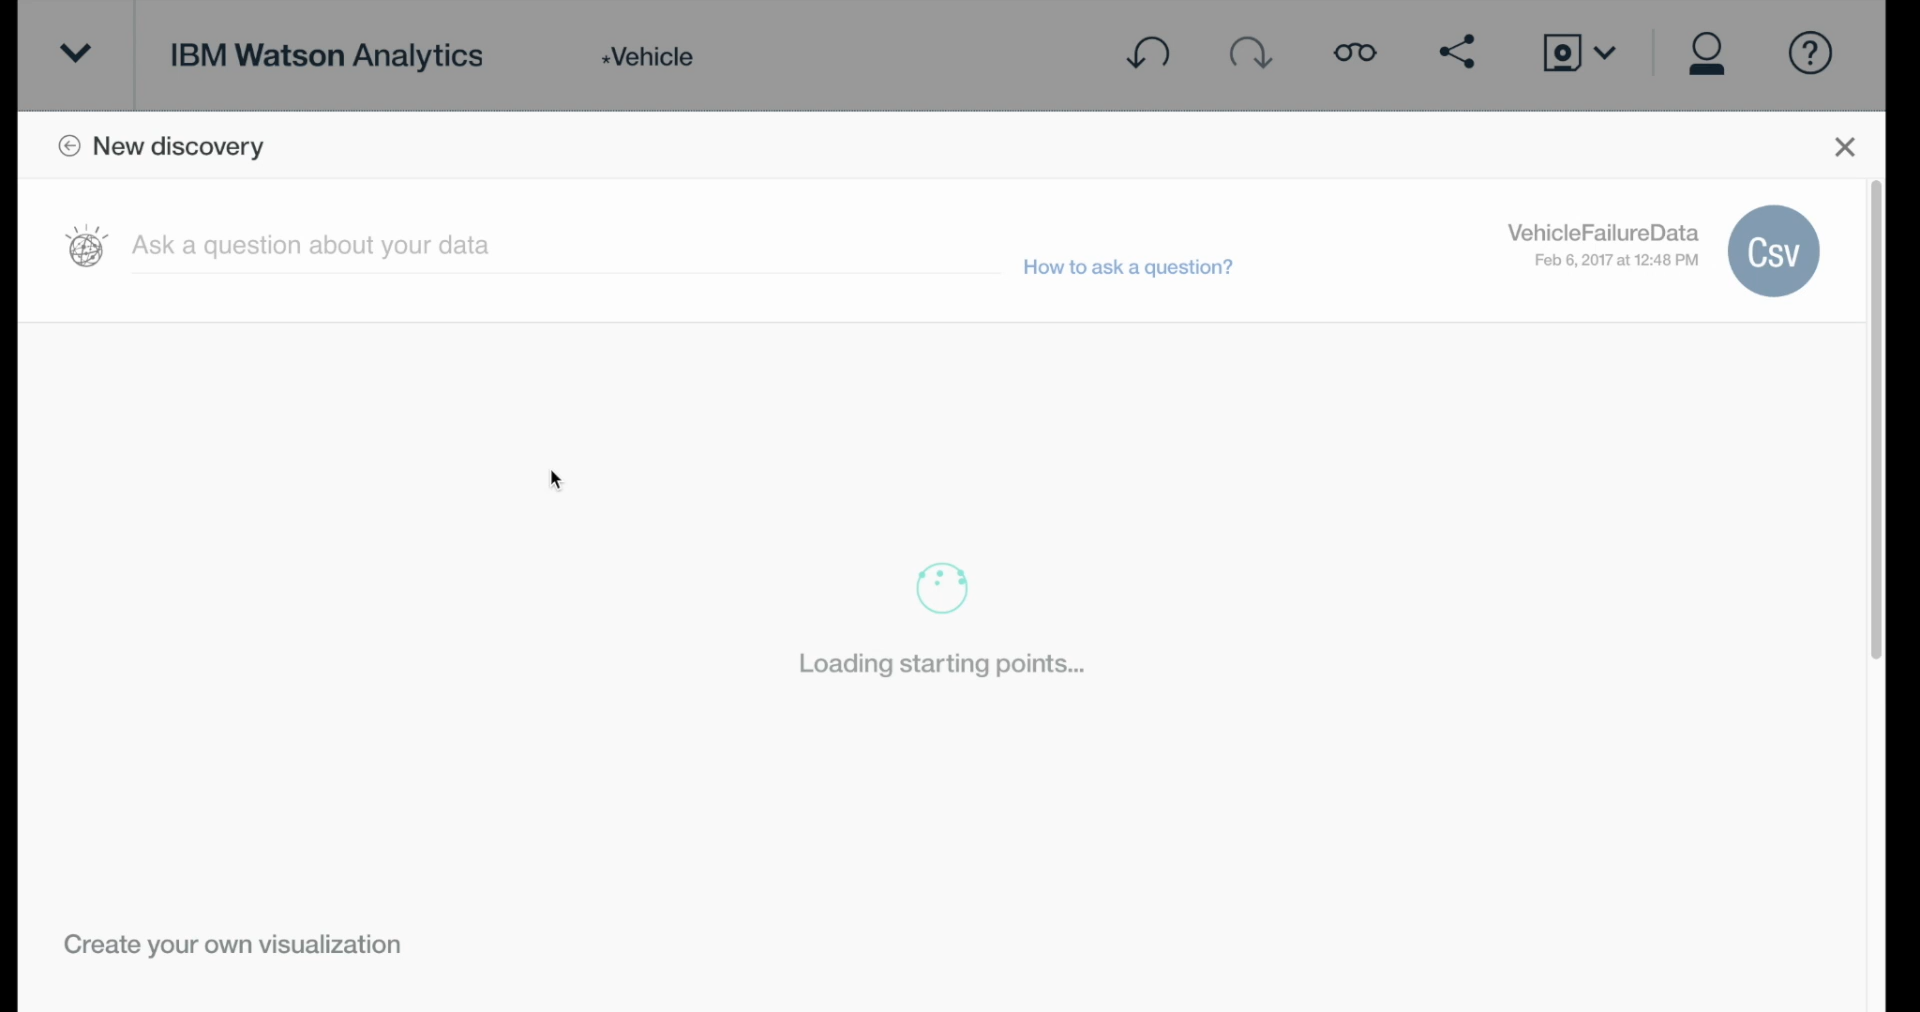 IBM Watson Analytics
*Vehicle
?
New discovery
Ask a question about your data
How to ask a question?
VehicleFailureData
Feb 6, 2017 at 12:48 PM
Csv
Loading starting points...
Create your own visualization